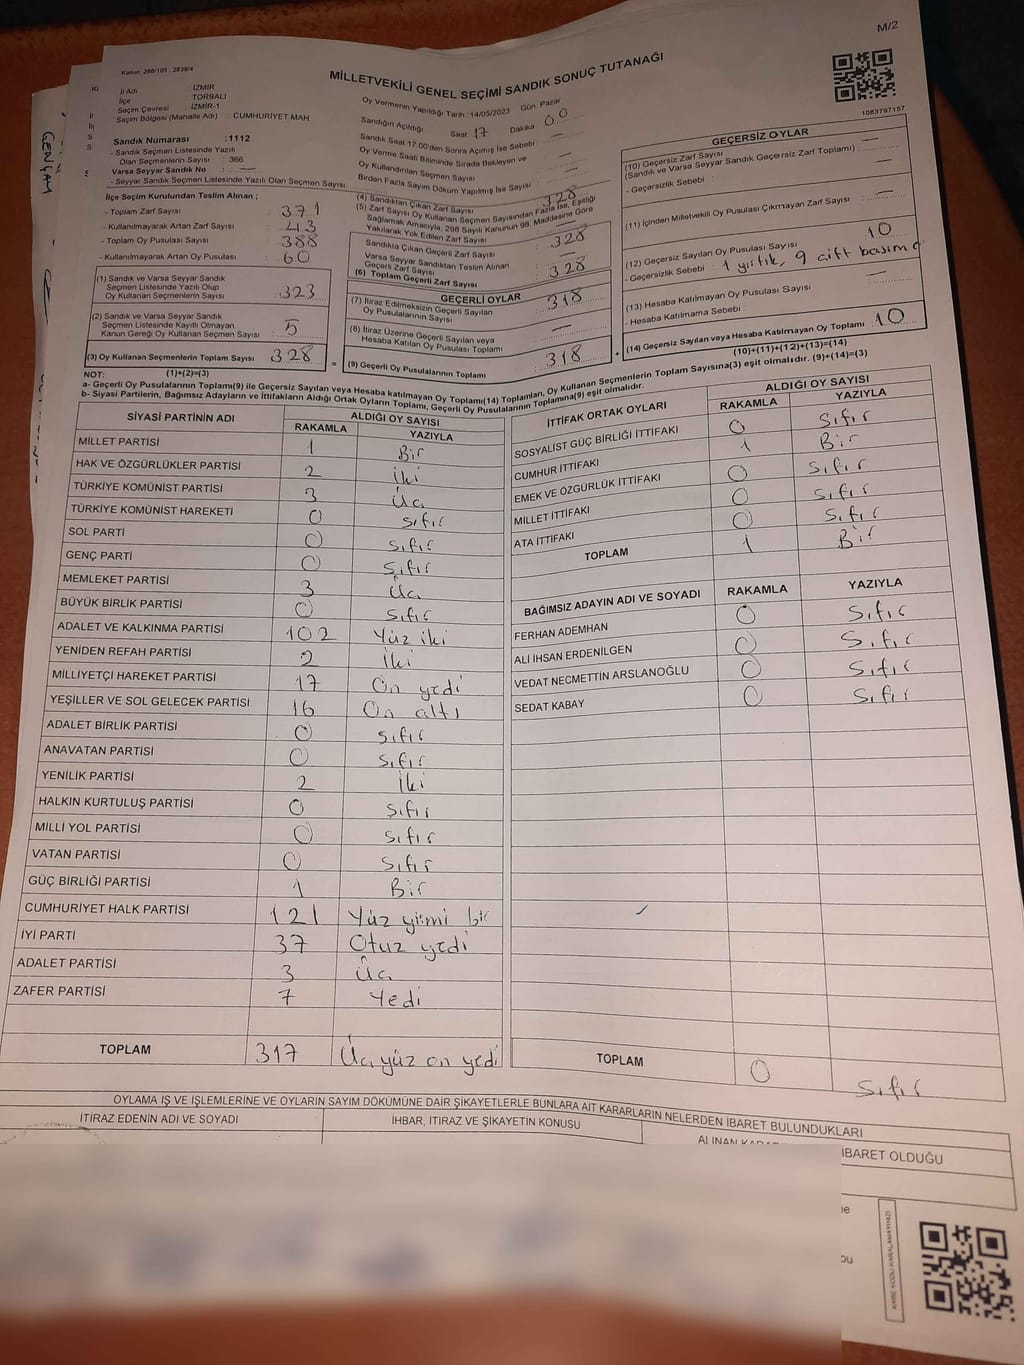 M/2
Kanun: 298/105 - 2839/4
MİLLETVEKİLİ GENEL SEÇİMİ SANDIK SONUÇ TUTANAĞI
1083797157
İl Adı : İZMİR
İlçe : TORBALI
Seçim Çevresi : İZMİR-1
Seçim Bölgesi (Mahalle Adı) : CUMHURİYET MAH.
Sandık Numarası : 1112
- Sandık Seçmen Listesinde Yazılı
Olan Seçmenlerin Sayısı : 366
Varsa Seyyar Sandık No : —
- Seyyar Sandık Seçmen Listesinde Yazılı Olan Seçmen Sayısı:
Oy Vermenin Yapıldığı Tarih : 14/05/2023 Gün: Pazar
Sandığın Açıldığı Saat 17 Dakika 00
Sandık Saat 17:00'den Sonra Açılmış İse Sebebi : —
Oy Verme Saati Bitiminde Sırada Bekleyen ve
Oy Kullandırılan Seçmen Sayısı : —
Birden Fazla Sayım Döküm Yapılmış İse Sayısı : —
İlçe Seçim Kurulundan Teslim Alınan ;
- Toplam Zarf Sayısı : 371
- Kullanılmayarak Artan Zarf Sayısı : 43
- Toplam Oy Pusulası Sayısı : 388
- Kullanılmayarak Artan Oy Pusulası : 60
(1) Sandık ve Varsa Seyyar Sandık
Seçmen Listesinde Yazılı Olup
Oy Kullanan Seçmenlerin Sayısı : 323
(2) Sandık ve Varsa Seyyar Sandık
Seçmen Listesinde Kayıtlı Olmayan
Kanun Gereği Oy Kullanan Seçmen Sayısı : 5
(3) Oy Kullanan Seçmenlerin Toplam Sayısı 328
(1)+(2)=(3)
(4) Sandıktan Çıkan Zarf Sayısı : 328
(5) Zarf Sayısı Oy Kullanan Seçmen Sayısından Fazla İse, Eşitliği
Sağlamak Amacıyla, 298 Sayılı Kanunun 98. Maddesine Göre
Yakılarak Yok Edilen Zarf Sayısı : —
Sandıkta Çıkan Geçerli Zarf Sayısı 328
Varsa Seyyar Sandıktan Teslim Alınan
Geçerli Zarf Sayısı —
(6) Toplam Geçerli Zarf Sayısı 328
GEÇERLİ OYLAR
(7) İtiraz Edilmeksizin Geçerli Sayılan
Oy Pusulalarının Sayısı : 318
(8) İtiraz Üzerine Geçerli Sayılan veya
Hesaba Katılan Oy Pusulası Toplamı : —
= (9) Geçerli Oy Pusulalarının Toplamı 318
GEÇERSİZ OYLAR
(10) Geçersiz Zarf Sayısı
(Sandık ve Varsa Seyyar Sandık Geçersiz Zarf Toplamı) : —
- Geçersizlik Sebebi : —
(11) İçinden Milletvekili Oy Pusulası Çıkmayan Zarf Sayısı : —
(12) Geçersiz Sayılan Oy Pusulası Sayısı : 10
- Geçersizlik Sebebi : 1 yırtık, 9 çift basım
(13) Hesaba Katılmayan Oy Pusulası Sayısı : —
- Hesaba Katılmama Sebebi :
+ (14) Geçersiz Sayılan veya Hesaba Katılmayan Oy Toplamı : 10
(10)+(11)+(12)+(13)=(14)
NOT:
a- Geçerli Oy Pusulalarının Toplamı(9) ile Geçersiz Sayılan veya Hesaba katılmayan Oy Toplamı(14) Toplamları, Oy Kullanan Seçmenlerin Toplam Sayısına(3) eşit olmalıdır. (9)+(14)=(3)
b- Siyasi Partilerin, Bağımsız Adayların ve İttifakların Aldığı Ortak Oyların Toplamı, Geçerli Oy Pusulalarının Toplamına(9) eşit olmalıdır.
SİYASİ PARTİNİN ADI ALDIĞI OY SAYISI
RAKAMLA YAZIYLA
MİLLET PARTİSİ 1 Bir
HAK VE ÖZGÜRLÜKLER PARTİSİ 2 İki
TÜRKİYE KOMÜNİST PARTİSİ 3 Üç
TÜRKİYE KOMÜNİST HAREKETİ 0 sıfır
SOL PARTİ 0 sıfır
GENÇ PARTİ 0 sıfır
MEMLEKET PARTİSİ 3 Üç
BÜYÜK BİRLİK PARTİSİ 0 sıfır
ADALET VE KALKINMA PARTİSİ 102 Yüz iki
YENİDEN REFAH PARTİSİ 2 İki
MİLLİYETÇİ HAREKET PARTİSİ 17 On yedi
YEŞİLLER VE SOL GELECEK PARTİSİ 16 On altı
ADALET BİRLİK PARTİSİ 0 sıfır
ANAVATAN PARTİSİ 0 sıfır
YENİLİK PARTİSİ 2 İki
HALKIN KURTULUŞ PARTİSİ 0 sıfır
MİLLİ YOL PARTİSİ 0 sıfır
VATAN PARTİSİ 0 sıfır
GÜÇ BİRLİĞİ PARTİSİ 1 Bir
CUMHURİYET HALK PARTİSİ 121 Yüz yirmi bir
İYİ PARTİ 37 Otuz yedi
ADALET PARTİSİ 3 Üç
ZAFER PARTİSİ 7 Yedi
TOPLAM 317 Üç yüz on yedi
İTTİFAK ORTAK OYLARI ALDIĞI OY SAYISI
RAKAMLA YAZIYLA
SOSYALİST GÜÇ BİRLİĞİ İTTİFAKI 0 sıfır
CUMHUR İTTİFAKI 1 Bir
EMEK VE ÖZGÜRLÜK İTTİFAKI 0 sıfır
MİLLET İTTİFAKI 0 sıfır
ATA İTTİFAKI 0 sıfır
TOPLAM 1 Bir
BAĞIMSIZ ADAYIN ADI VE SOYADI RAKAMLA YAZIYLA
FERHAN ADEMHAN 0 sıfır
ALİ İHSAN ERDENİLGEN 0 sıfır
VEDAT NECMETTİN ARSLANOĞLU 0 sıfır
SEDAT KABAY 0 sıfır
TOPLAM 0 sıfır
OYLAMA İŞ VE İŞLEMLERİNE VE OYLARIN SAYIM DÖKÜMÜNE DAİR ŞİKAYETLERLE BUNLARA AİT KARARLARIN NELERDEN İBARET BULUNDUKLARI
İTİRAZ EDENİN ADI VE SOYADI İHBAR, İTİRAZ VE ŞİKAYETİN KONUSU
İBARET OLDUĞU
KARE KODU KARALAMAYINIZ!